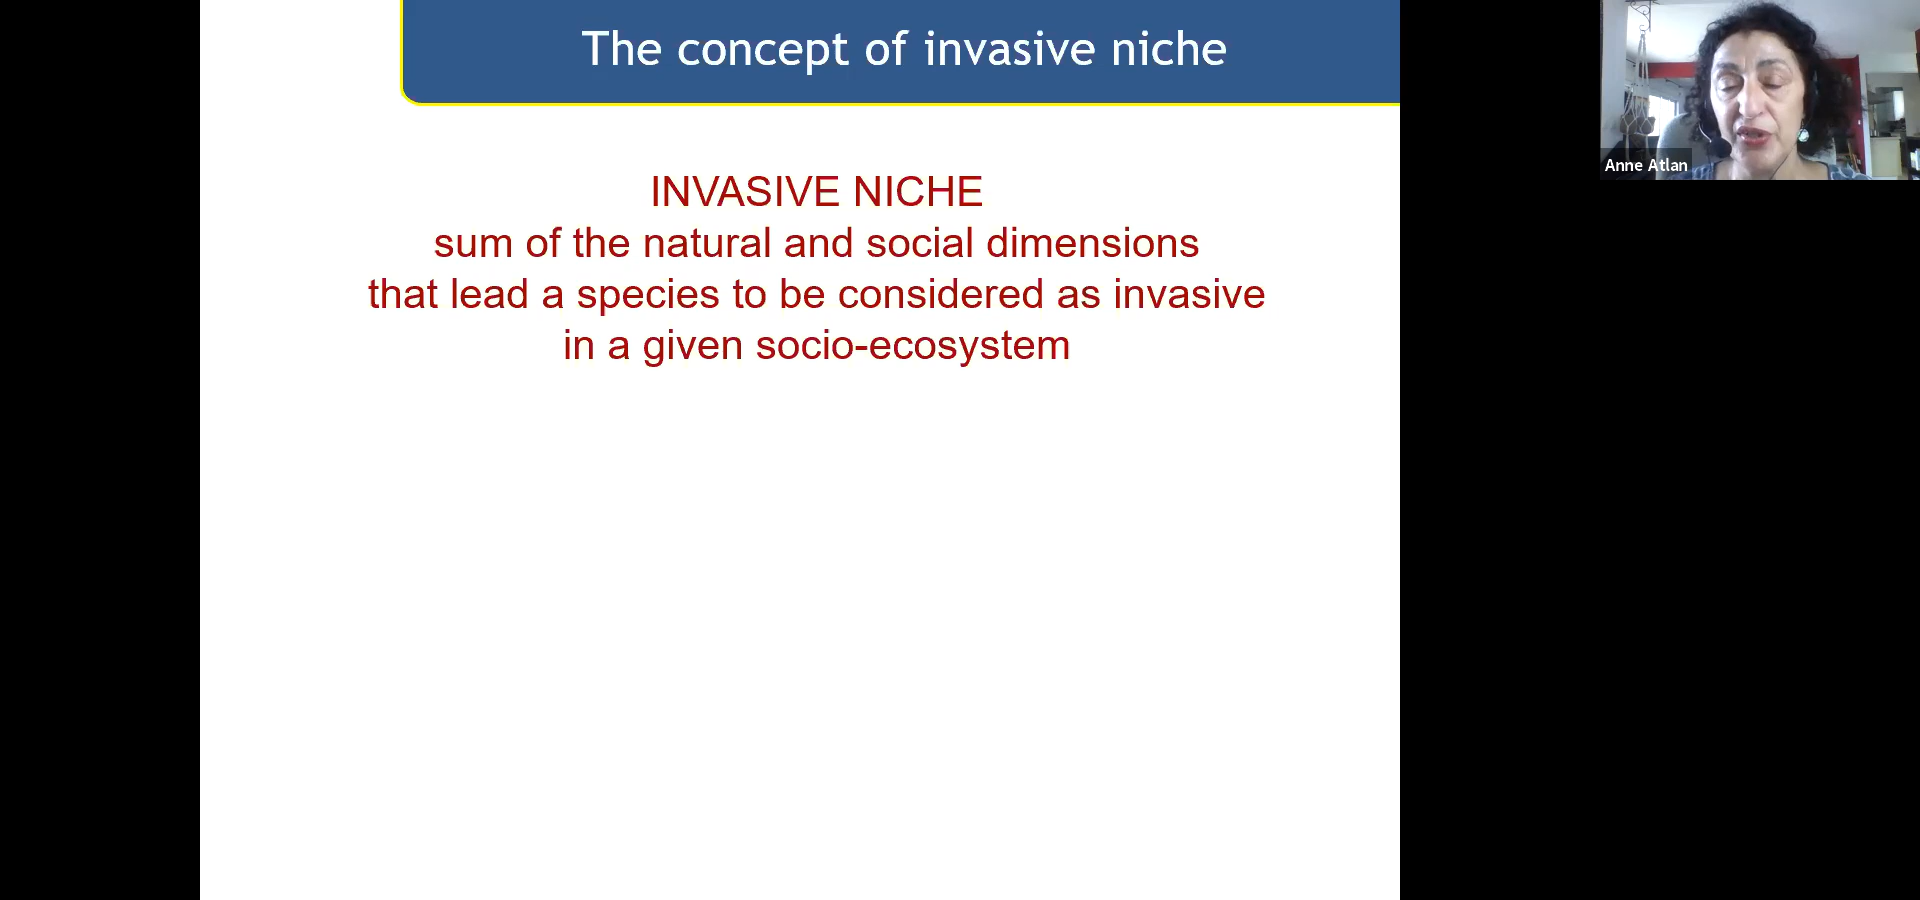 The concept of invasive niche
INVASIVE NICHE
sum of the natural and social dimensions
that lead a species to be considered as invasive
in a given socio-ecosystem
Anne Atlan